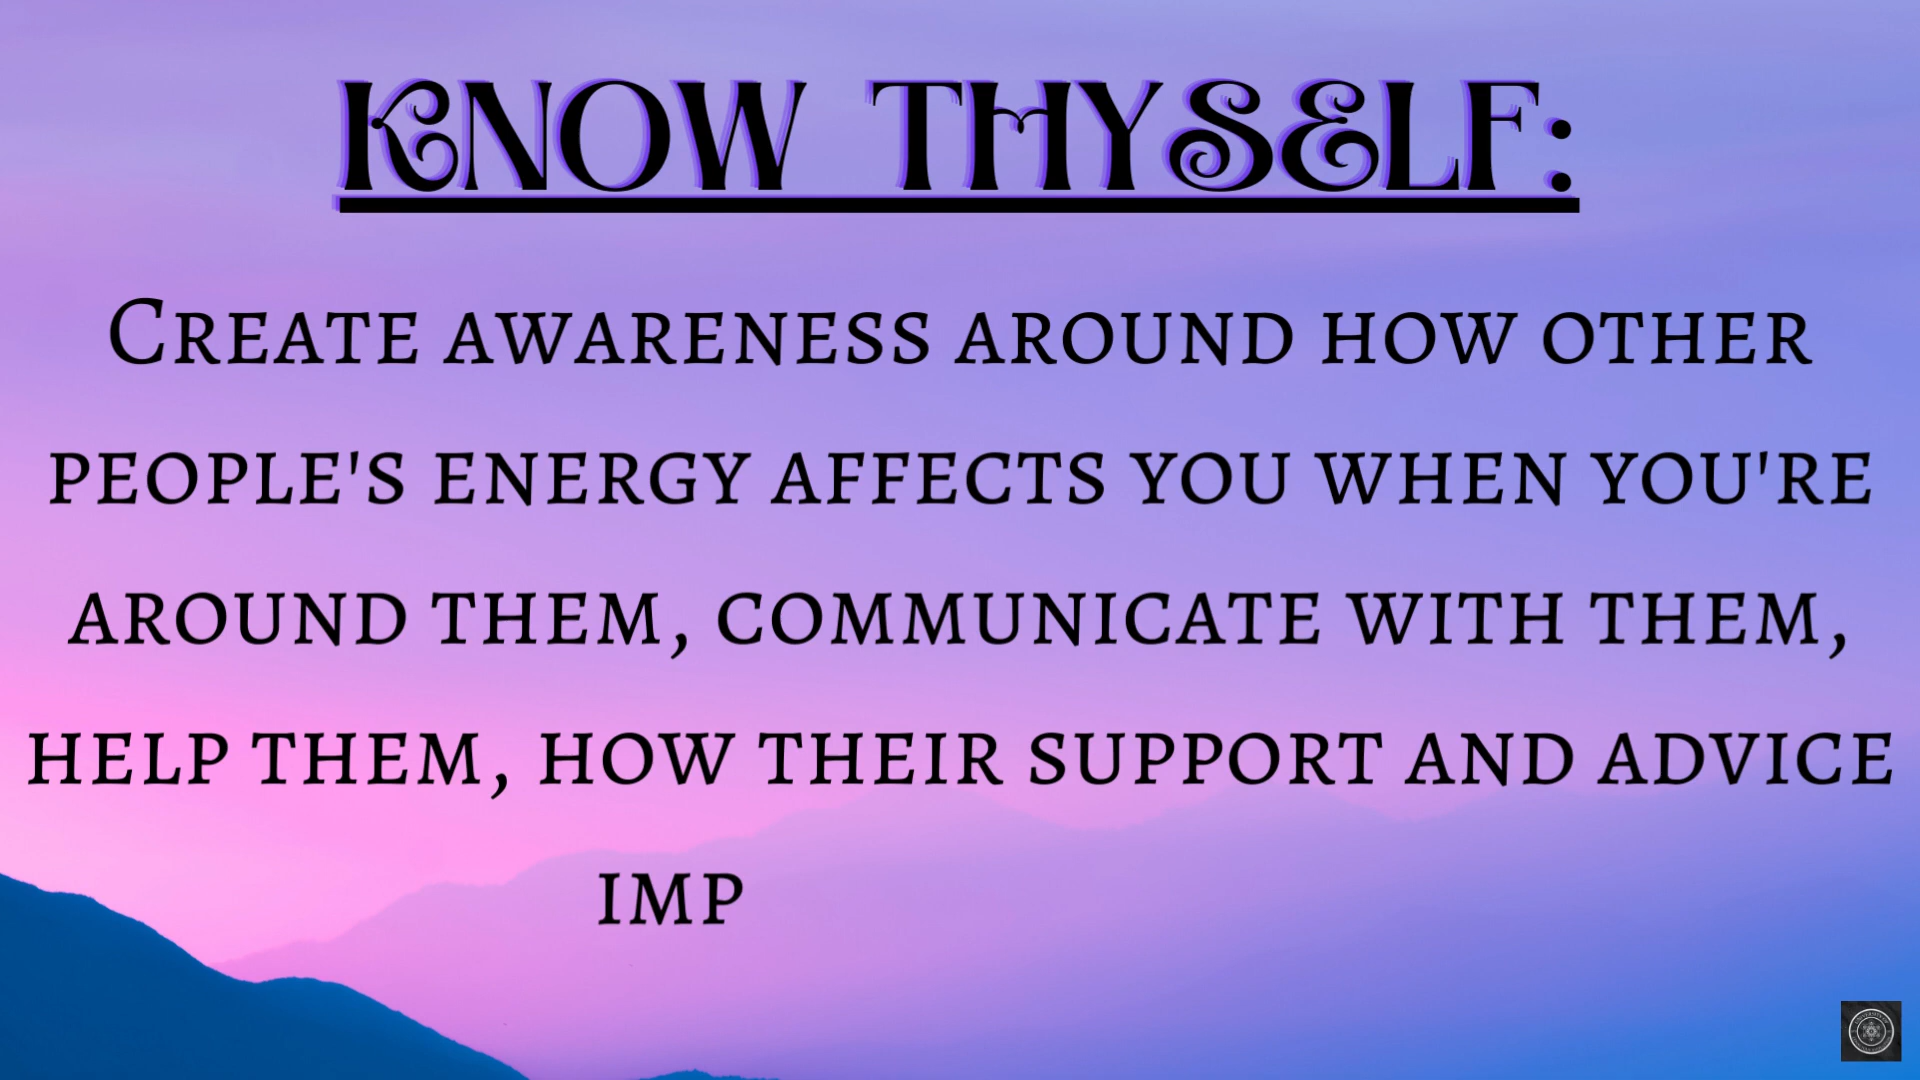 KNOW THYSELF:
Create awareness around how other
people's energy affects you when you're
around them, communicate with them,
help them, how their support and advice
imp